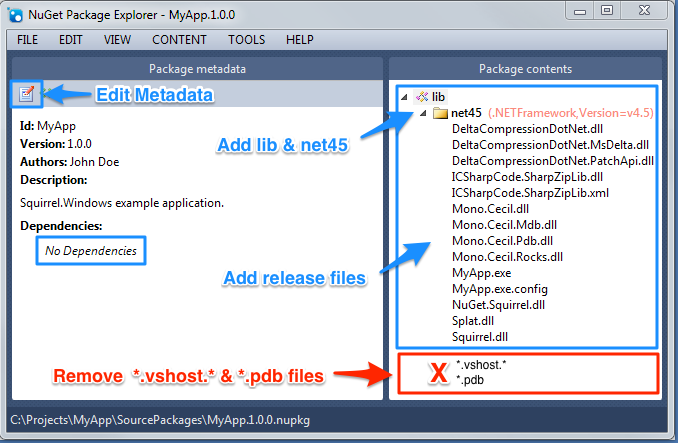 NuGet Package Explorer - MyApp.1.0.0
FILE EDIT VIEW CONTENT TOOLS HELP
Package metadata
Edit Metadata
Id: MyApp
Version: 1.0.0
Authors: John Doe
Description:
Squirrel.Windows example application.
Dependencies:
No Dependencies
Package contents
lib
net45 (.NETFramework,Version=v4.5)
Add lib & net45
DeltaCompressionDotNet.dll
DeltaCompressionDotNet.MsDelta.dll
DeltaCompressionDotNet.PatchApi.dll
ICSharpCode.SharpZipLib.dll
ICSharpCode.SharpZipLib.xml
Mono.Cecil.dll
Mono.Cecil.Mdb.dll
Mono.Cecil.Pdb.dll
Mono.Cecil.Rocks.dll
Add release files
MyApp.exe
MyApp.exe.config
NuGet.Squirrel.dll
Splat.dll
Squirrel.dll
Remove *.vshost.* & *.pdb files
X
*.vshost.*
*.pdb
C:\Projects\MyApp\SourcePackages\MyApp.1.0.0.nupkg